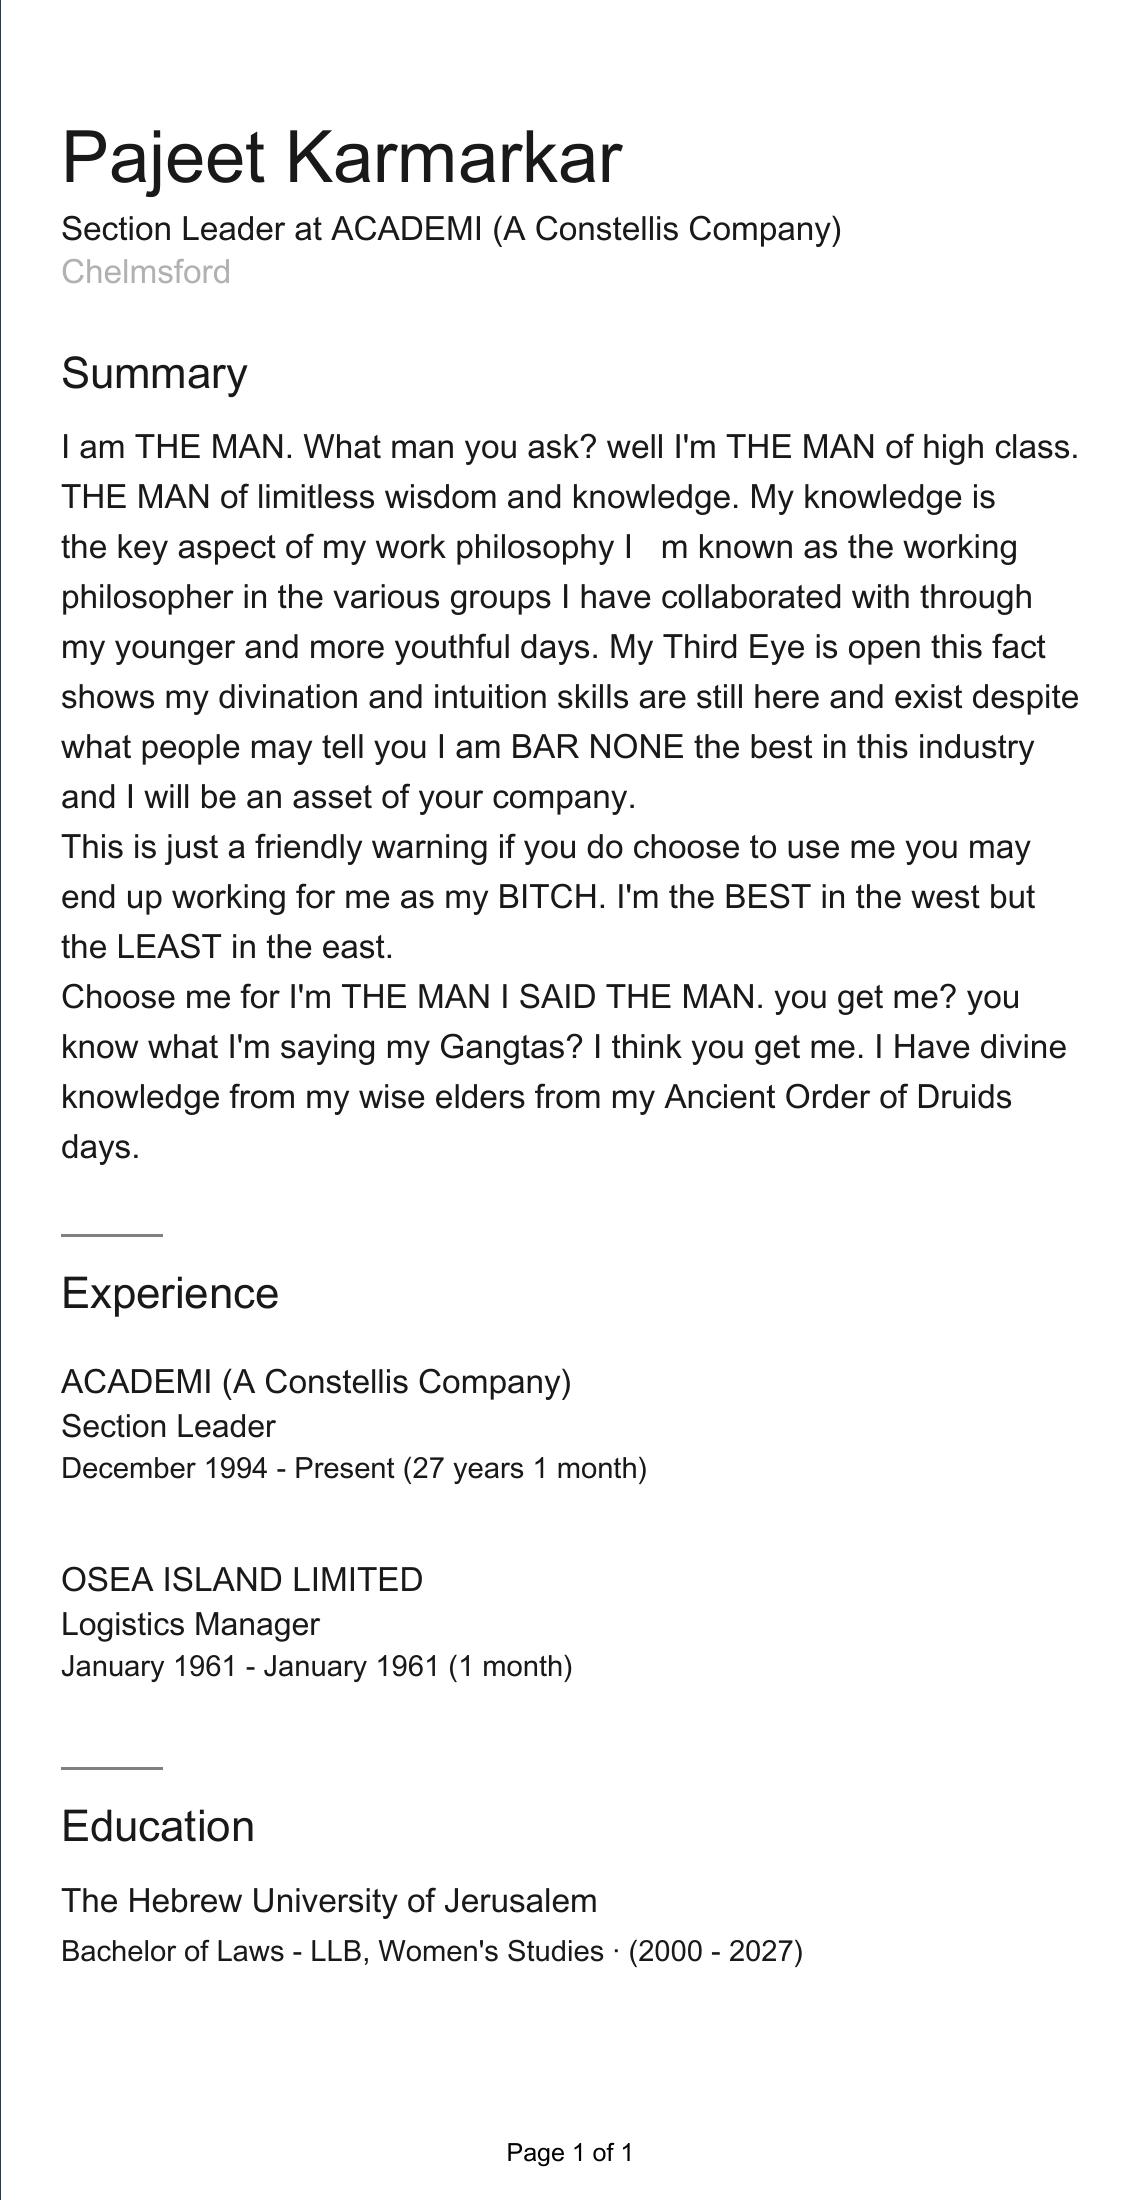 Pajeet Karmarkar
Section Leader at ACADEMI (A Constellis Company)
Chelmsford
Summary
I am THE MAN. What man you ask? well I'm THE MAN of high class.
THE MAN of limitless wisdom and knowledge. My knowledge is
the key aspect of my work philosophy I   m known as the working
philosopher in the various groups I have collaborated with through
my younger and more youthful days. My Third Eye is open this fact
shows my divination and intuition skills are still here and exist despite
what people may tell you I am BAR NONE the best in this industry
and I will be an asset of your company.
This is just a friendly warning if you do choose to use me you may
end up working for me as my BITCH. I'm the BEST in the west but
the LEAST in the east.
Choose me for I'm THE MAN I SAID THE MAN. you get me? you
know what I'm saying my Gangtas? I think you get me. I Have divine
knowledge from my wise elders from my Ancient Order of Druids
days.
Experience
ACADEMI (A Constellis Company)
Section Leader
December 1994 - Present (27 years 1 month)
OSEA ISLAND LIMITED
Logistics Manager
January 1961 - January 1961 (1 month)
Education
The Hebrew University of Jerusalem
Bachelor of Laws - LLB, Women's Studies · (2000 - 2027)
Page 1 of 1